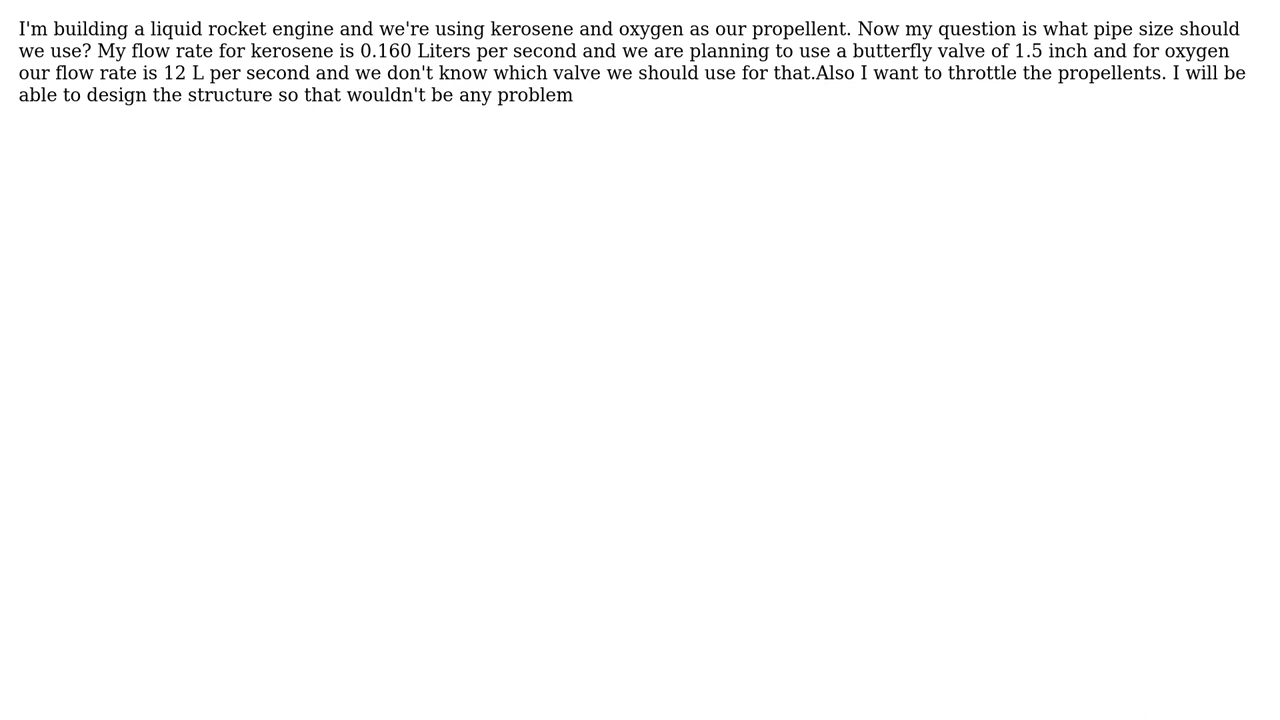 I'm building a liquid rocket engine and we're using kerosene and oxygen as our propellent. Now my question is what pipe size should
we use? My flow rate for kerosene is 0.160 Liters per second and we are planning to use a butterfly valve of 1.5 inch and for oxygen
our flow rate is 12 L per second and we don't know which valve we should use for that.Also I want to throttle the propellents. I will be
able to design the structure so that wouldn't be any problem